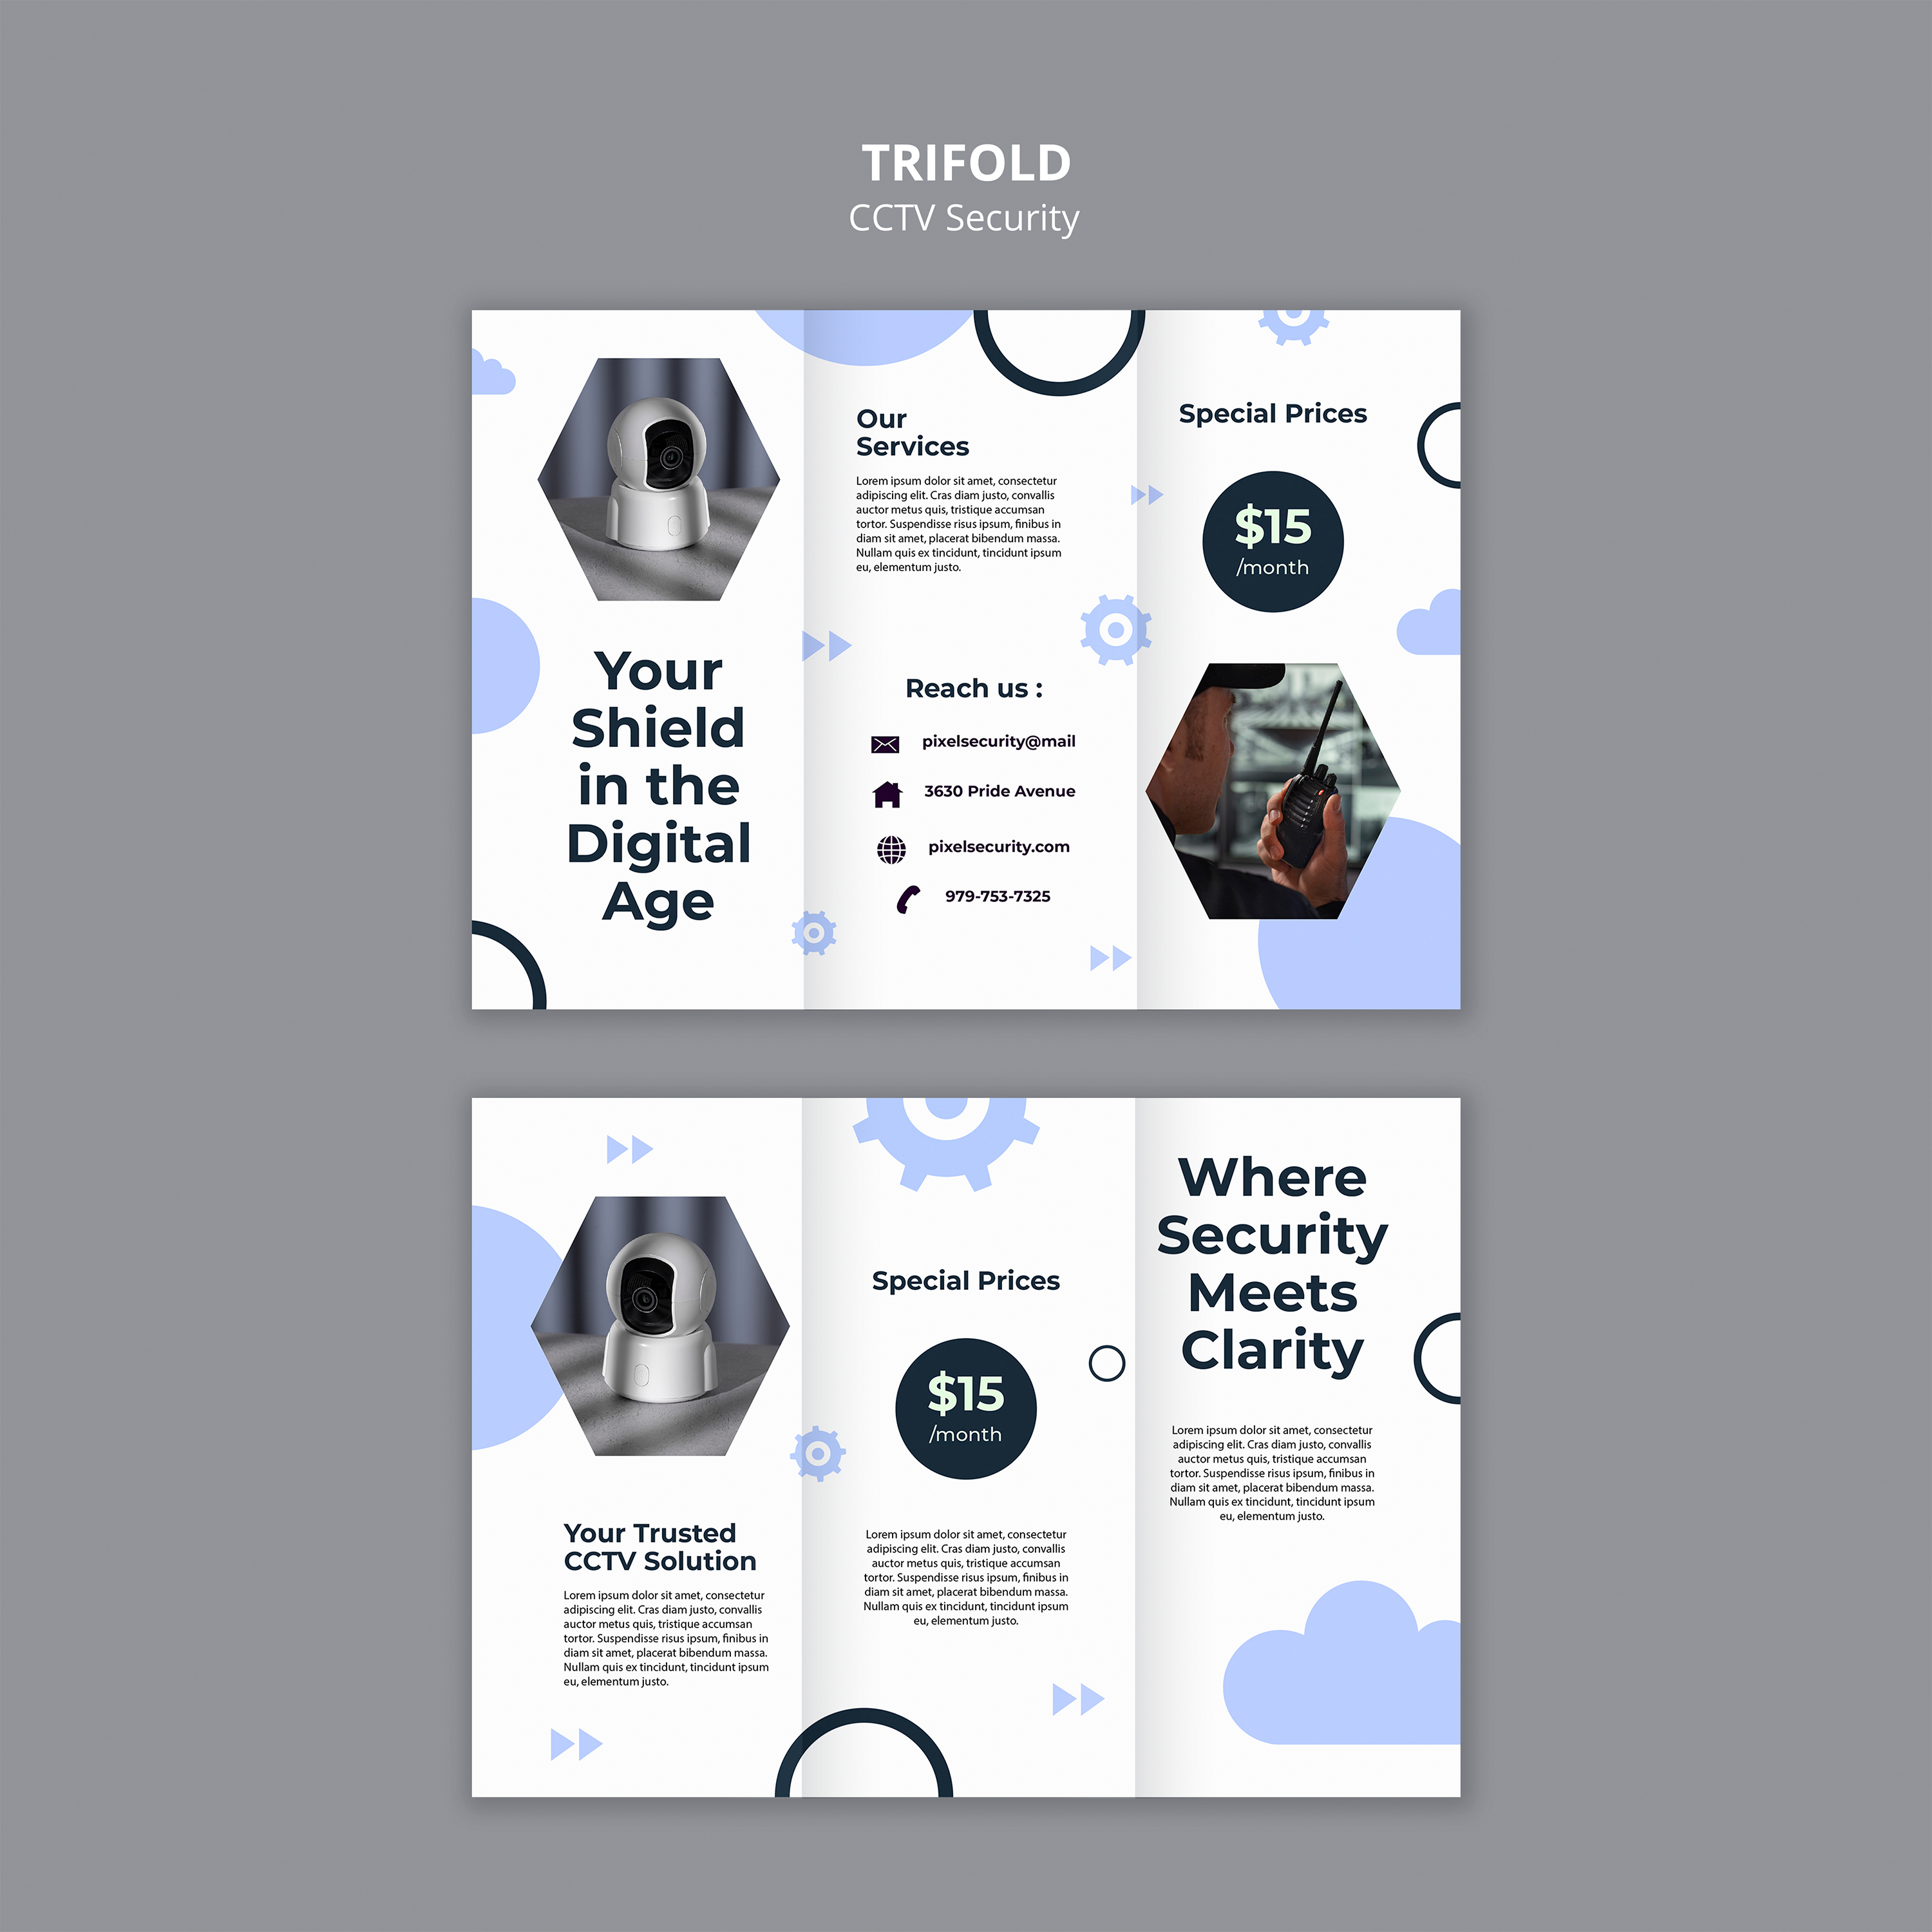 TRIFOLD
CCTV Security
Your
Shield
in the
Digital
Age
Our
Services
Lorem ipsum dolor sit amet, consectetur
adipiscing elit. Cras diam justo, convallis
auctor metus quis, tristique accumsan
tortor. Suspendisse risus ipsum, finibus in
diam sit amet, placerat bibendum massa.
Nullam quis ex tincidunt, tincidunt ipsum
eu, elementum justo.
Reach us :
pixelsecurity@mail
3630 Pride Avenue
pixelsecurity.com
979-753-7325
Special Prices
$15
/month
Your Trusted
CCTV Solution
Lorem ipsum dolor sit amet, consectetur
adipiscing elit. Cras diam justo, convallis
auctor metus quis, tristique accumsan
tortor. Suspendisse risus ipsum, finibus in
diam sit amet, placerat bibendum massa.
Nullam quis ex tincidunt, tincidunt ipsum
eu, elementum justo.
Special Prices
$15
/month
Lorem ipsum dolor sit amet, consectetur
adipiscing elit. Cras diam justo, convallis
auctor metus quis, tristique accumsan
tortor. Suspendisse risus ipsum, finibus in
diam sit amet, placerat bibendum massa.
Nullam quis ex tincidunt, tincidunt ipsum
eu, elementum justo.
Where
Security
Meets
Clarity
Lorem ipsum dolor sit amet, consectetur
adipiscing elit. Cras diam justo, convallis
auctor metus quis, tristique accumsan
tortor. Suspendisse risus ipsum, finibus in
diam sit amet, placerat bibendum massa.
Nullam quis ex tincidunt, tincidunt ipsum
eu, elementum justo.